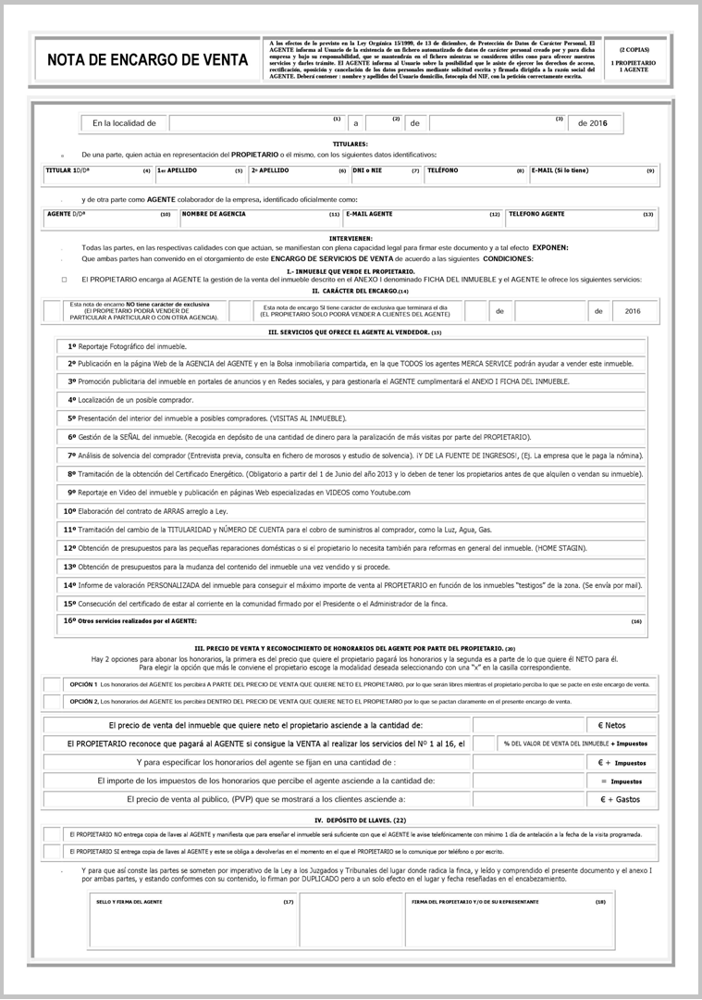 NOTA DE ENCARGO DE VENTA
A los efectos de lo previsto en la Ley Orgánica 15/1999, de 13 de diciembre, de Protección de Datos de Carácter Personal, El
AGENTE informa al Usuario de la existencia de un fichero automatizado de datos de carácter personal creado por y para dicha
empresa y bajo su responsabilidad, que se mantendrán en el fichero mientras se consideren útiles como para ofrecer nuestros
servicios y darles trámite. El AGENTE informa al Usuario sobre la posibilidad que le asiste de ejercer los derechos de acceso,
rectificación, oposición y cancelación de los datos personales mediante solicitud escrita y firmada dirigida a la razón social del
AGENTE. Deberá contener : nombre y apellidos del Usuario domicilio, fotocopia del NIF, con la petición correctamente escrita.
(2 COPIAS)
1 PROPIETARIO
1 AGENTE
En la localidad de (1) a (2) de (3) de 2016
TITULARES:
De una parte, quien actúa en representación del PROPIETARIO o él mismo, con los siguientes datos identificativos:
TITULAR 1D/Dª (4) 1er APELLIDO (5) 2º APELLIDO (6) DNI o NIE (7) TELÉFONO (8) E-MAIL (Si lo tiene) (9)
y de otra parte como AGENTE colaborador de la empresa, identificado oficialmente como:
AGENTE D/Dª (10) NOMBRE DE AGENCIA (11) E-MAIL AGENTE (12) TELEFONO AGENTE (13)
INTERVIENEN:
Todas las partes, en las respectivas calidades con que actúan, se manifiestan con plena capacidad legal para firmar este documento y a tal efecto EXPONEN:
Que ambas partes han convenido en el otorgamiento de este ENCARGO DE SERVICIOS DE VENTA de acuerdo a las siguientes CONDICIONES:
I.- INMUEBLE QUE VENDE EL PROPIETARIO.
El PROPIETARIO encarga al AGENTE la gestión de la venta del inmueble descrito en el ANEXO I denominado FICHA DEL INMUEBLE y el AGENTE le ofrece los siguientes servicios:
II. CARÁCTER DEL ENCARGO.(14)
Esta nota de encarno NO tiene carácter de exclusiva
(El PROPIETARIO PODRÁ VENDER DE
PARTICULAR A PARTICULAR O CON OTRA AGENCIA).
Esta nota de encargo SI tiene carácter de exclusiva que terminará el día
(EL PROPIETARIO SOLO PODRÁ VENDER A CLIENTES DEL AGENTE)
de de 2016
III. SERVICIOS QUE OFRECE EL AGENTE AL VENDEDOR. (15)
1º Reportaje Fotográfico del inmueble.
2º Publicación en la página Web de la AGENCIA del AGENTE y en la Bolsa inmobiliaria compartida, en la que TODOS los agentes MERCA SERVICE podrán ayudar a vender este inmueble.
3º Promoción publicitaria del inmueble en portales de anuncios y en Redes sociales, y para gestionarla el AGENTE cumplimentará el ANEXO I FICHA DEL INMUEBLE.
4º Localización de un posible comprador.
5º Presentación del interior del inmueble a posibles compradores. (VISITAS AL INMUEBLE).
6º Gestión de la SEÑAL del inmueble. (Recogida en depósito de una cantidad de dinero para la paralización de más visitas por parte del PROPIETARIO).
7º Análisis de solvencia del comprador (Entrevista previa, consulta en fichero de morosos y estudio de solvencia). ¡Y DE LA FUENTE DE INGRESOS!, (Ej. La empresa que le paga la nómina).
8º Tramitación de la obtención del Certificado Energético. (Obligatorio a partir del 1 de Junio del año 2013 y lo deben de tener los propietarios antes de que alquilen o vendan su inmueble).
9º Reportaje en Video del inmueble y publicación en páginas Web especializadas en VIDEOS como Youtube.com
10º Elaboración del contrato de ARRAS arreglo a Ley.
11º Tramitación del cambio de la TITULARIDAD y NÚMERO DE CUENTA para el cobro de suministros al comprador, como la Luz, Agua, Gas.
12º Obtención de presupuestos para las pequeñas reparaciones domésticas o si el propietario lo necesita también para reformas en general del inmueble. (HOME STAGIN).
13º Obtención de presupuestos para la mudanza del contenido del inmueble una vez vendido y si procede.
14º Informe de valoración PERSONALIZADA del inmueble para conseguir el máximo importe de venta al PROPIETARIO en función de los inmuebles “testigos” de la zona. (Se envía por mail).
15º Consecución del certificado de estar al corriente en la comunidad firmado por el Presidente o el Administrador de la finca.
16º Otros servicios realizados por el AGENTE: (16)
III. PRECIO DE VENTA Y RECONOCIMIENTO DE HONORARIOS DEL AGENTE POR PARTE DEL PROPIETARIO. (20)
Hay 2 opciones para abonar los honorarios, la primera es del precio que quiere el propietario pagará los honorarios y la segunda es a parte de lo que quiere él NETO para él.
Para elegir la opción que más le conviene el propietario escoge la modalidad deseada seleccionando con una “x” en la casilla correspondiente.
OPCIÓN 1 Los honorarios del AGENTE los percibirá A PARTE DEL PRECIO DE VENTA QUE QUIERE NETO EL PROPIETARIO, por lo que serán libres mientras el propietario perciba lo que se pacte en este encargo de venta.
OPCIÓN 2, Los honorarios del AGENTE los percibirá DENTRO DEL PRECIO DE VENTA QUE QUIERE NETO EL PROPIETARIO por lo que se pactan claramente en el presente encargo de venta.
El precio de venta del inmueble que quiere neto el propietario asciende a la cantidad de: € Netos
El PROPIETARIO reconoce que pagará al AGENTE si consigue la VENTA al realizar los servicios del Nº 1 al 16, el % DEL VALOR DE VENTA DEL INMUEBLE + Impuestos
Y para especificar los honorarios del agente se fijan en una cantidad de : € + Impuestos
El importe de los impuestos de los honorarios que percibe el agente asciende a la cantidad de: = Impuestos
El precio de venta al público, (PVP) que se mostrará a los clientes asciende a: € + Gastos
IV. DEPÓSITO DE LLAVES. (22)
El PROPIETARIO NO entrega copia de llaves al AGENTE y manifiesta que para enseñar el inmueble será suficiente con que el AGENTE le avise telefónicamente con mínimo 1 día de antelación a la fecha de la visita programada.
El PROPIETARIO SI entrega copia de llaves al AGENTE y este se obliga a devolverlas en el momento en el que el PROPIETARIO se lo comunique por teléfono o por escrito.
Y para que así conste las partes se someten por imperativo de la Ley a los Juzgados y Tribunales del lugar donde radica la finca, y leído y comprendido el presente documento y el anexo I
por ambas partes, y estando conformes con su contenido, lo firman por DUPLICADO pero a un solo efecto en el lugar y fecha reseñadas en el encabezamiento.
SELLO Y FIRMA DEL AGENTE (17) FIRMA DEL PROPIETARIO Y/O DE SU REPRESENTANTE (18)